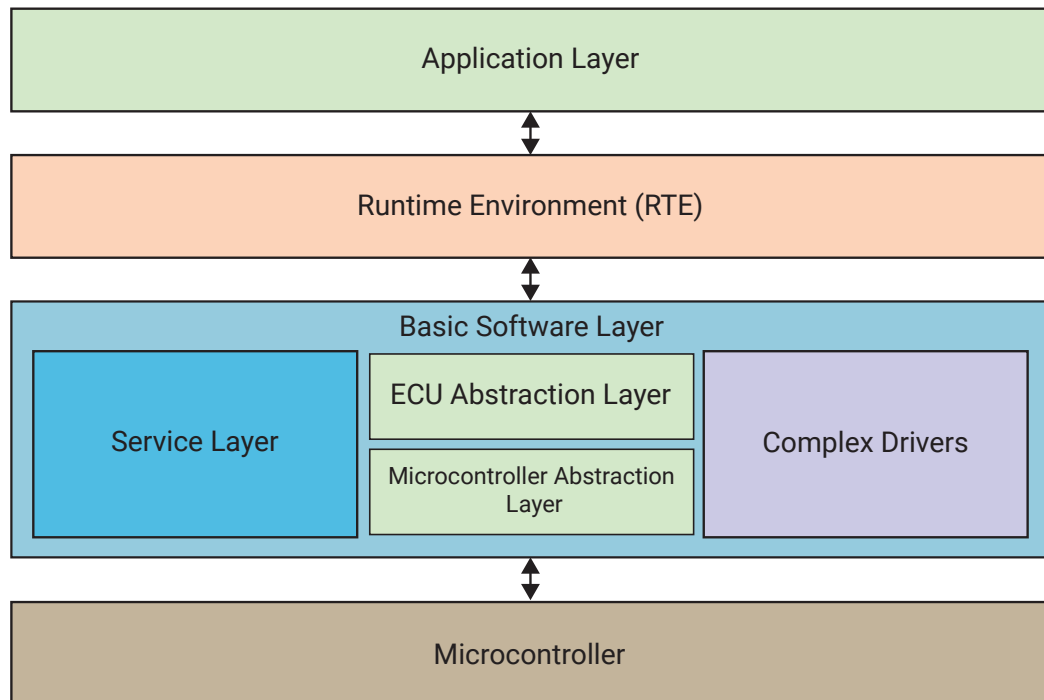 Application Layer
Runtime Environment (RTE)
Basic Software Layer
Service Layer
ECU Abstraction Layer
Microcontroller Abstraction
Layer
Complex Drivers
Microcontroller